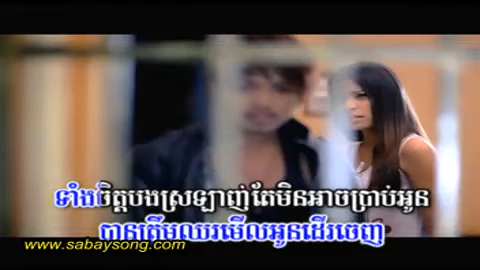 ទាំងចិត្តបងស្រឡាញ់តែមិនអាចប្រាប់អូន
បានត្រឹមឈរមើលអូនដើរចេញ
www.sabaysong.com